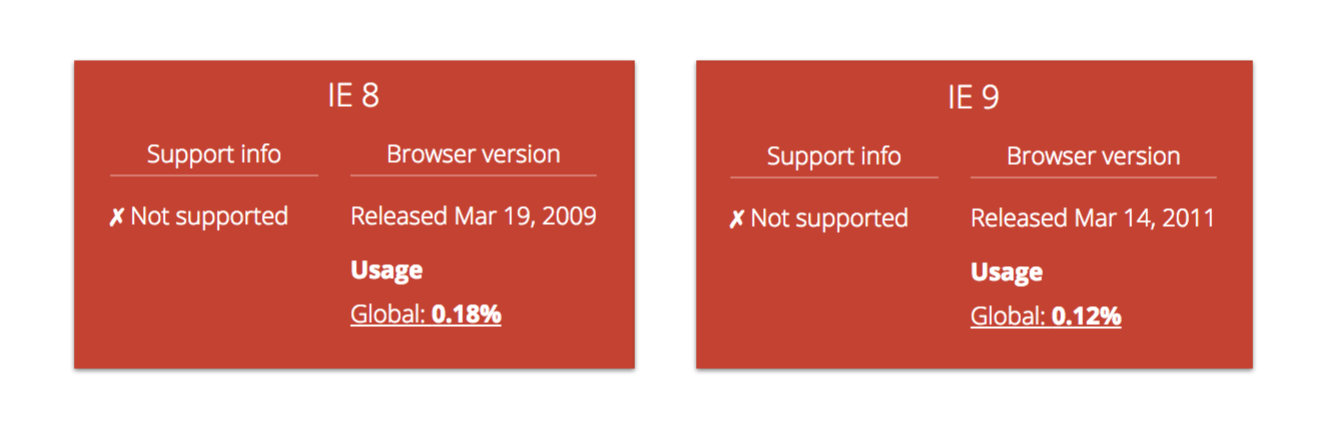 IE 8
Support info
Browser version
✗ Not supported
Released Mar 19, 2009
Usage
Global: 0.18%
IE 9
Support info
Browser version
✗ Not supported
Released Mar 14, 2011
Usage
Global: 0.12%